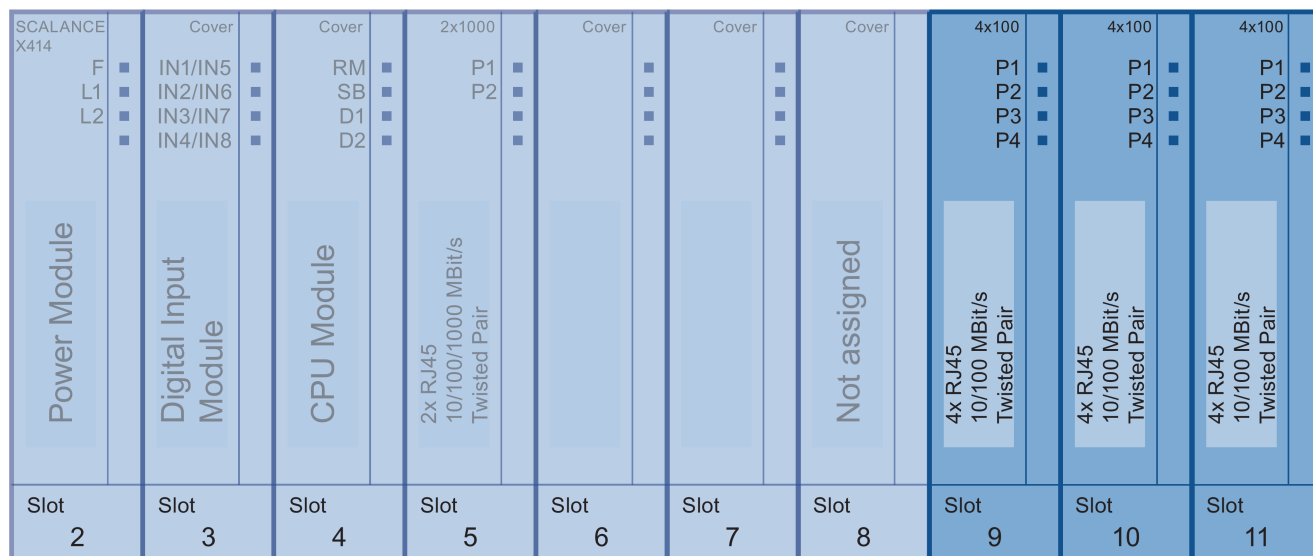 SCALANCE
X414
F
L1
L2
Power Module
Slot
2
Cover
IN1/IN5
IN2/IN6
IN3/IN7
IN4/IN8
Digital Input
Module
Slot
3
Cover
RM
SB
D1
D2
CPU Module
Slot
4
2x1000
P1
P2
2x RJ45
10/100/1000 MBit/s
Twisted Pair
Slot
5
Cover
Slot
6
Cover
Slot
7
Cover
Not assigned
Slot
8
4x100
P1
P2
P3
P4
4x RJ45
10/100 MBit/s
Twisted Pair
Slot
9
4x100
P1
P2
P3
P4
4x RJ45
10/100 MBit/s
Twisted Pair
Slot
10
4x100
P1
P2
P3
P4
4x RJ45
10/100 MBit/s
Twisted Pair
Slot
11